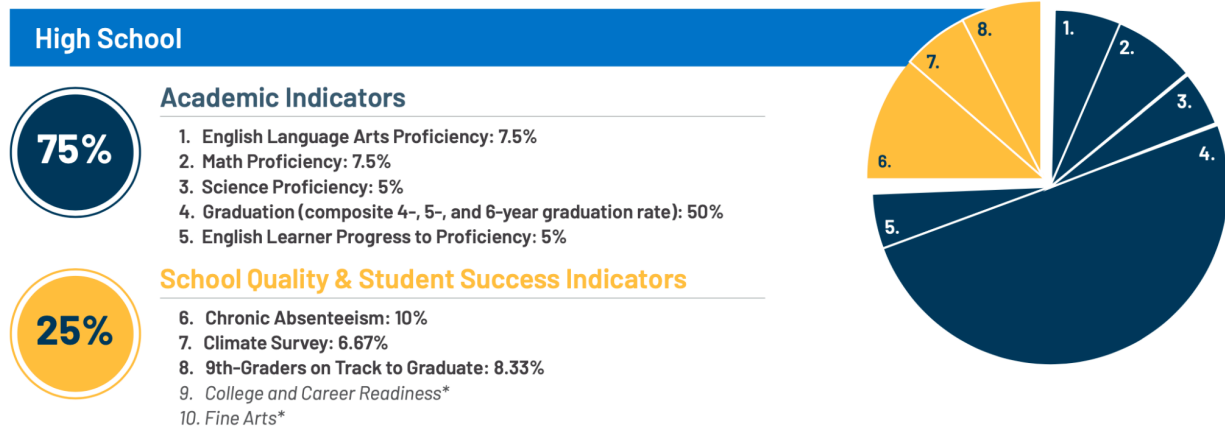 High School
75%
Academic Indicators
1. English Language Arts Proficiency: 7.5%
2. Math Proficiency: 7.5%
3. Science Proficiency: 5%
4. Graduation (composite 4-, 5-, and 6-year graduation rate): 50%
5. English Learner Progress to Proficiency: 5%
25%
School Quality & Student Success Indicators
6. Chronic Absenteeism: 10%
7. Climate Survey: 6.67%
8. 9th-Graders on Track to Graduate: 8.33%
9. College and Career Readiness*
10. Fine Arts*
1.
2.
3.
4.
5.
6.
7.
8.